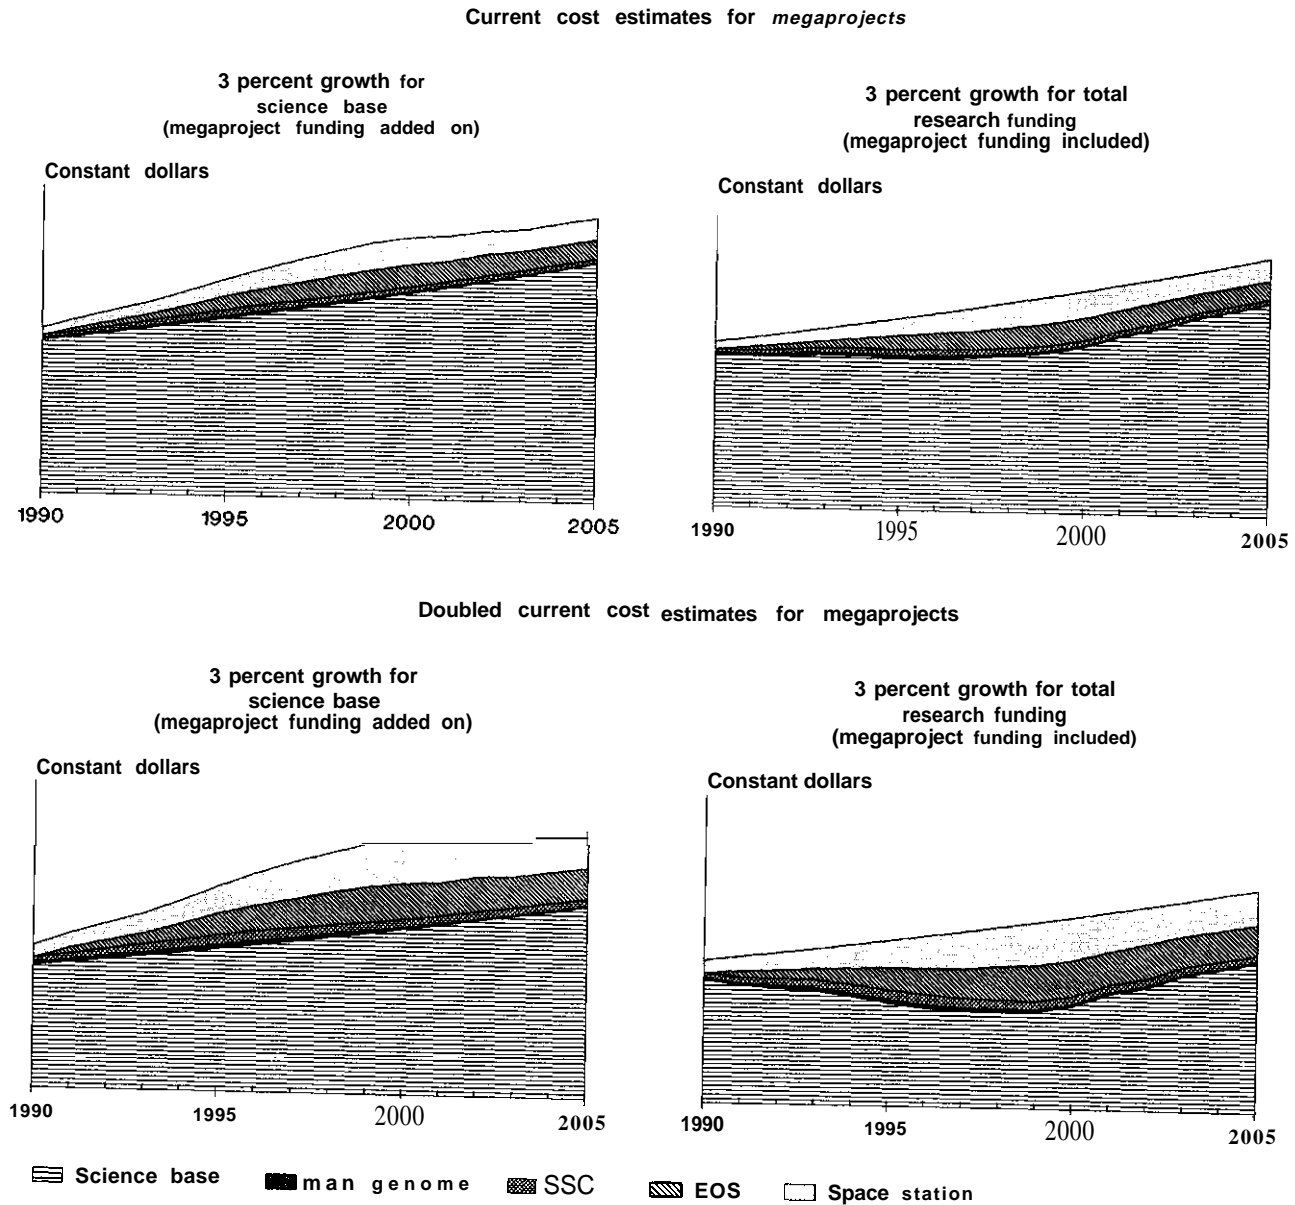 Current cost estimates for megaprojects
3 percent growth for
science base
(megaproject funding added on)
3 percent growth for total
research funding
(megaproject funding included)
Constant dollars
Constant dollars
1990 1995 2000 2005
1990 1995 2000 2005
Doubled current cost estimates for megaprojects
3 percent growth for
science base
(megaproject funding added on)
3 percent growth for total
research funding
(megaproject funding included)
Constant dollars
Constant dollars
1990 1995 2000 2005
1990 1995 2000 2005
Science base man genome SSC EOS Space station